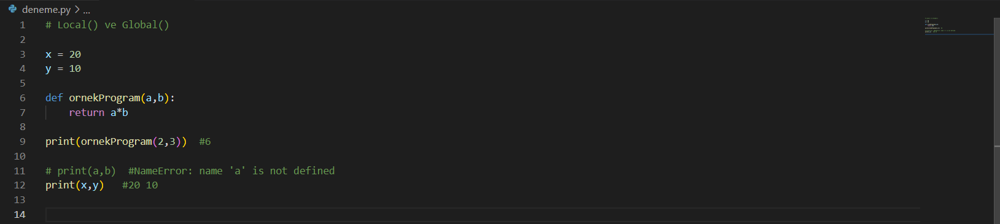 deneme.py > ...
1 # Local() ve Global()
2
3 x = 20
4 y = 10
5
6 def ornekProgram(a,b):
7     return a*b
8
9 print(ornekProgram(2,3))  #6
10
11 # print(a,b)  #NameError: name 'a' is not defined
12 print(x,y)   #20 10
13
14